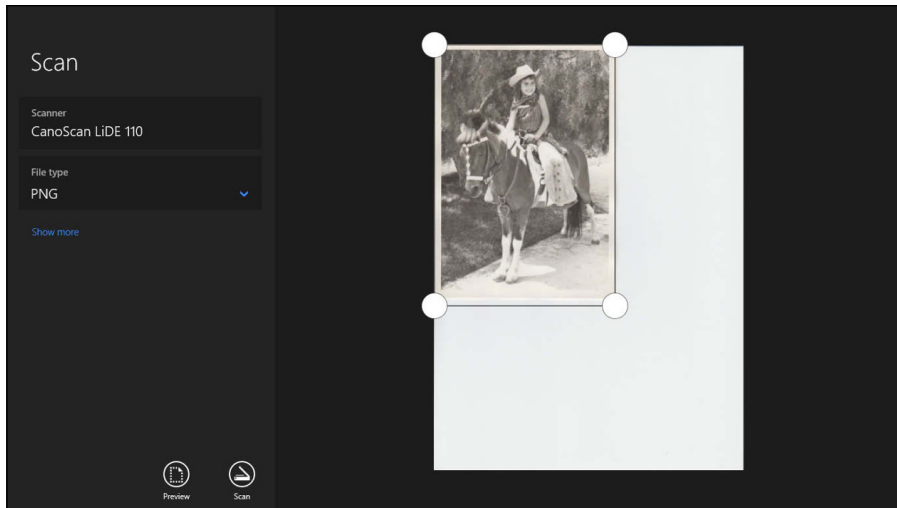 Scan
Scanner
CanoScan LiDE 110
File type
PNG
Show more
Preview
Scan